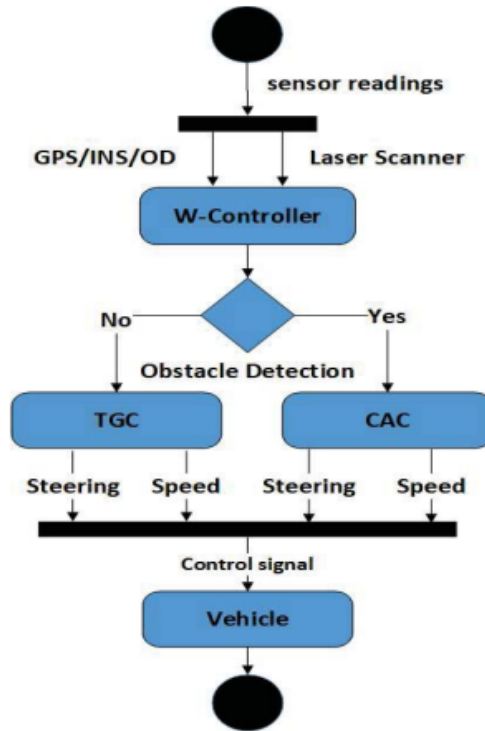 sensor readings
GPS/INS/OD
Laser Scanner
W-Controller
No
Yes
Obstacle Detection
TGC
CAC
Steering
Speed
Steering
Speed
Control signal
Vehicle